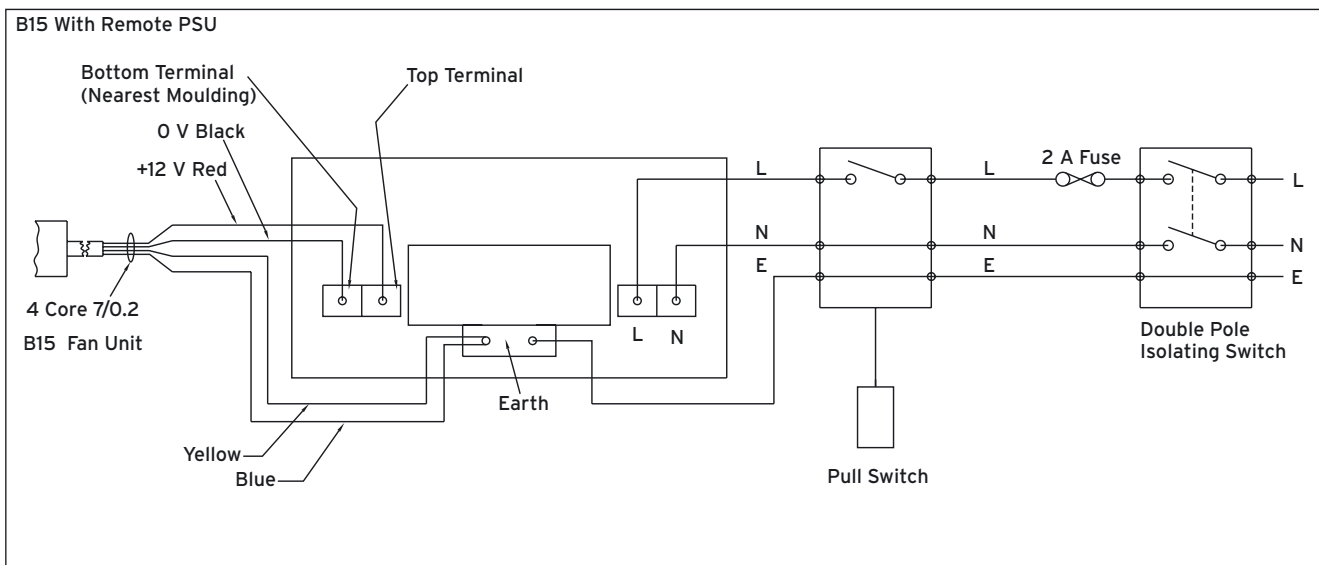 B15 With Remote PSU
Bottom Terminal
(Nearest Moulding)
Top Terminal
0 V Black
+12 V Red
4 Core 7/0.2
B15 Fan Unit
L
L
2 A Fuse
L
N
N
N
E
E
E
L
N
Earth
Yellow
Blue
Pull Switch
Double Pole
Isolating Switch